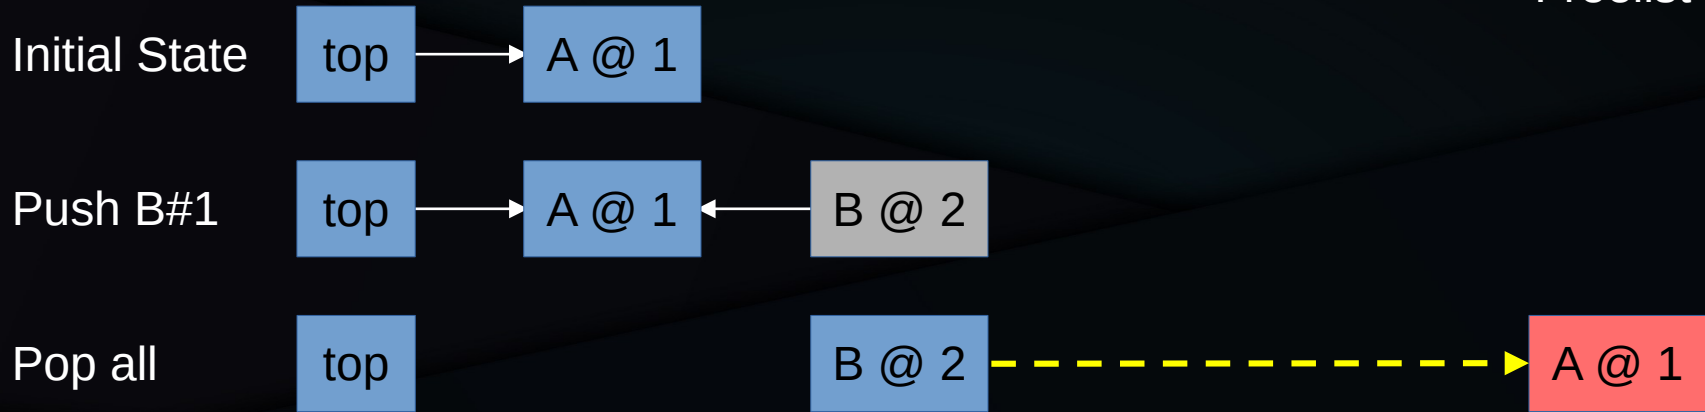 Initial State top A @ 1
Push B#1 top A @ 1 B @ 2
Pop all top B @ 2 A @ 1